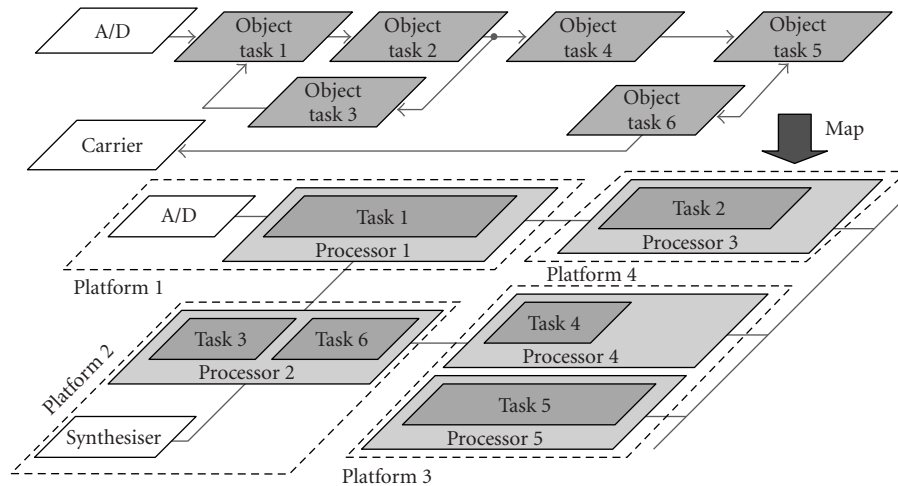 A/D
Object
task 1
Object
task 2
Object
task 4
Object
task 5
Object
task 3
Object
task 6
Carrier
Map
A/D
Task 1
Processor 1
Platform 1
Task 2
Processor 3
Platform 4
Platform 2
Task 3
Task 6
Processor 2
Synthesiser
Task 4
Processor 4
Task 5
Processor 5
Platform 3